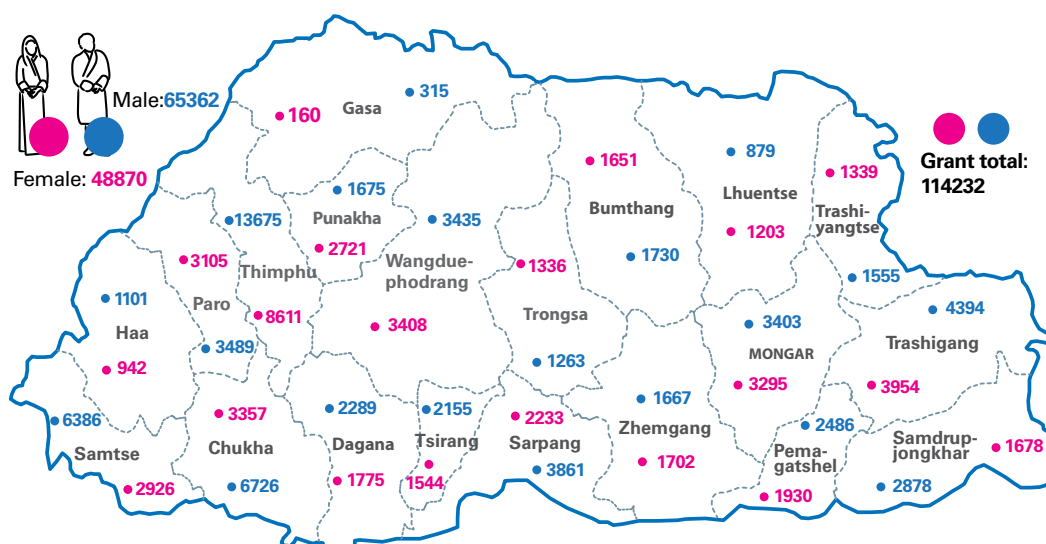 Male:65362
Female: 48870
Grant total:
114232
Gasa
315
160
1675
Punakha
2721
13675
Thimphu
8611
3105
Paro
3489
1101
Haa
942
3435
Wangdue-
phodrang
3408
1336
Trongsa
1263
1651
Bumthang
1730
879
Lhuentse
1203
1339
Trashi-
yangtse
1555
4394
Trashigang
3954
3403
MONGAR
3295
6386
Samtse
2926
3357
Chukha
6726
2289
Dagana
1775
2155
Tsirang
1544
2233
Sarpang
3861
1667
Zhemgang
1702
2486
Pema-
gatshel
1930
Samdrup-
jongkhar
1678
2878